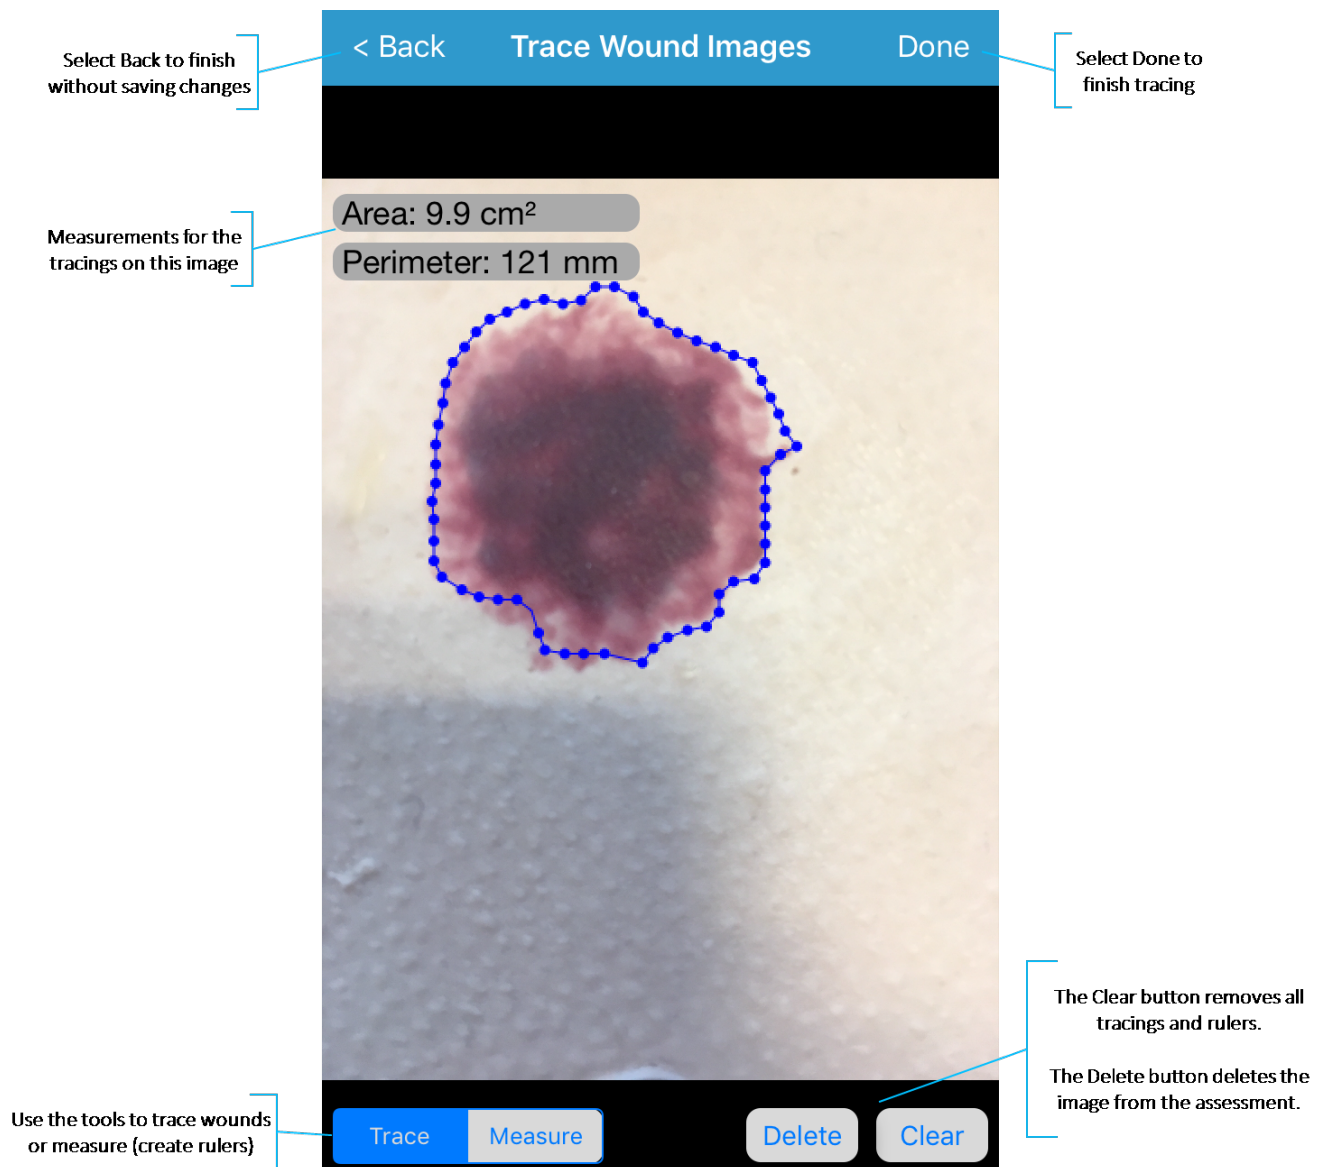 Select Back to finish
without saving changes
< Back
Trace Wound Images
Done
Select Done to
finish tracing
Area: 9.9 cm²
Perimeter: 121 mm
Measurements for the
tracings on this image
The Clear button removes all
tracings and rulers.
The Delete button deletes the
image from the assessment.
Use the tools to trace wounds
or measure (create rulers)
Trace
Measure
Delete
Clear